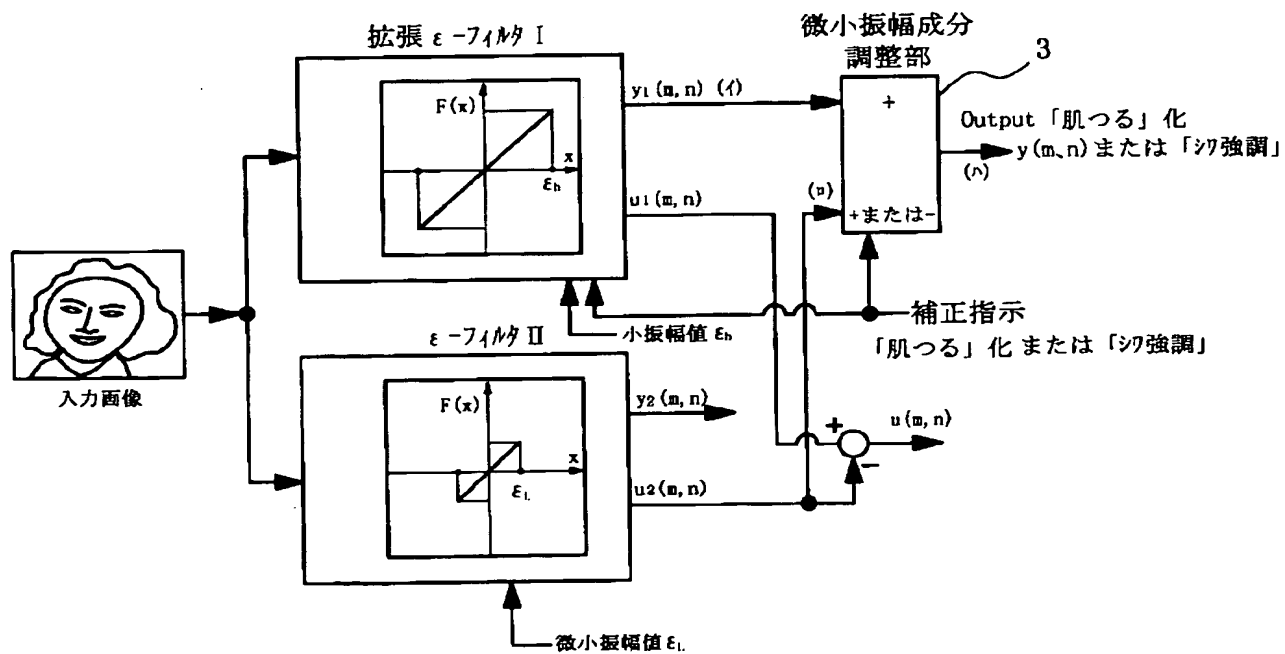 拡張 ε-フィルタ I
F(x)
x
εh
y1(m,n) (イ)
u1(m,n)
微小振幅成分
調整部
3
+
(ロ)
+または-
Output 「肌つる」化
y(m、n) または「シワ強調」
(ハ)
入力画像
小振幅値 εh
補正指示
「肌つる」化 または「シワ強調」
ε-フィルタ II
F(x)
x
εL
y2(m,n)
u2(m,n)
+
-
u(m,n)
微小振幅値 εL